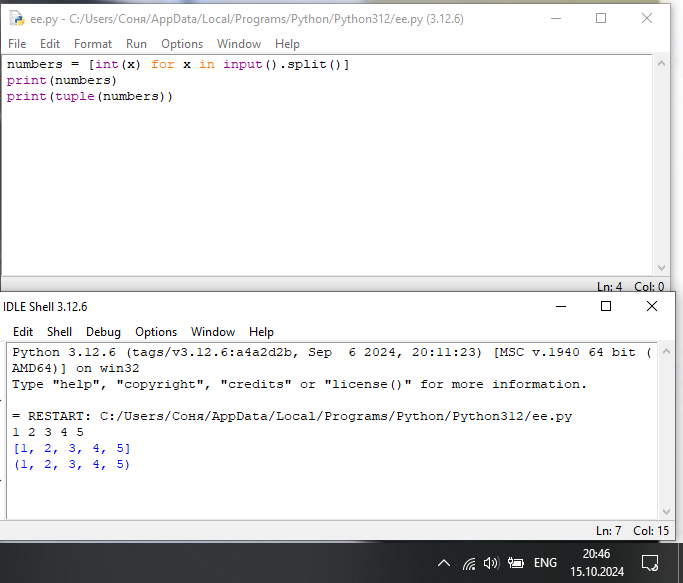 ee.py - C:/Users/Соня/AppData/Local/Programs/Python/Python312/ee.py (3.12.6)
File Edit Format Run Options Window Help
numbers = [int(x) for x in input().split()]
print(numbers)
print(tuple(numbers))
Ln: 4 Col: 0
IDLE Shell 3.12.6
Edit Shell Debug Options Window Help
Python 3.12.6 (tags/v3.12.6:a4a2d2b, Sep  6 2024, 20:11:23) [MSC v.1940 64 bit (
AMD64)] on win32
Type "help", "copyright", "credits" or "license()" for more information.
= RESTART: C:/Users/Соня/AppData/Local/Programs/Python/Python312/ee.py
1 2 3 4 5
[1, 2, 3, 4, 5]
(1, 2, 3, 4, 5)
Ln: 7 Col: 15
ENG
20:46
15.10.2024